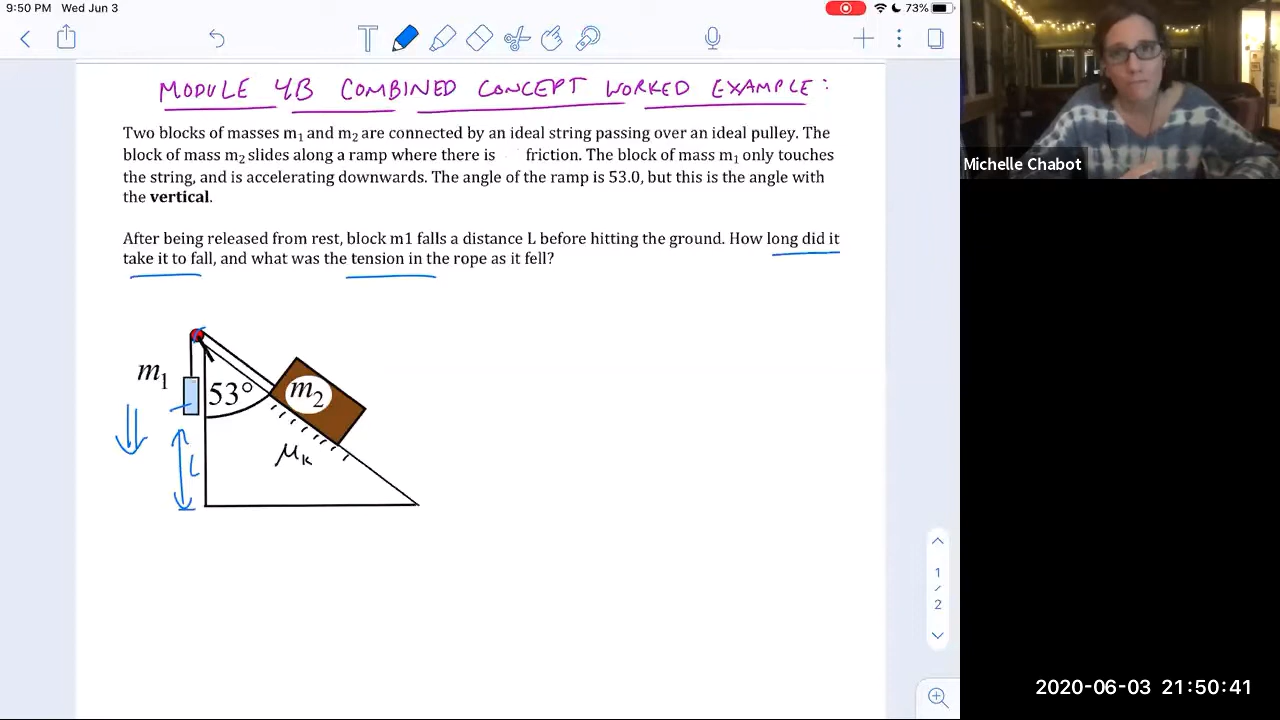 9:50 PM Wed Jun 3
73%
T
MODULE 4B COMBINED CONCEPT WORKED EXAMPLE:
Two blocks of masses m₁ and m₂ are connected by an ideal string passing over an ideal pulley. The
block of mass m₂ slides along a ramp where there is friction. The block of mass m₁ only touches
the string, and is accelerating downwards. The angle of the ramp is 53.0, but this is the angle with
the vertical.
After being released from rest, block m1 falls a distance L before hitting the ground. How long did it
take it to fall, and what was the tension in the rope as it fell?
m₁
53°
m₂
L
μₖ
1
/
2
Michelle Chabot
2020-06-03 21:50:41